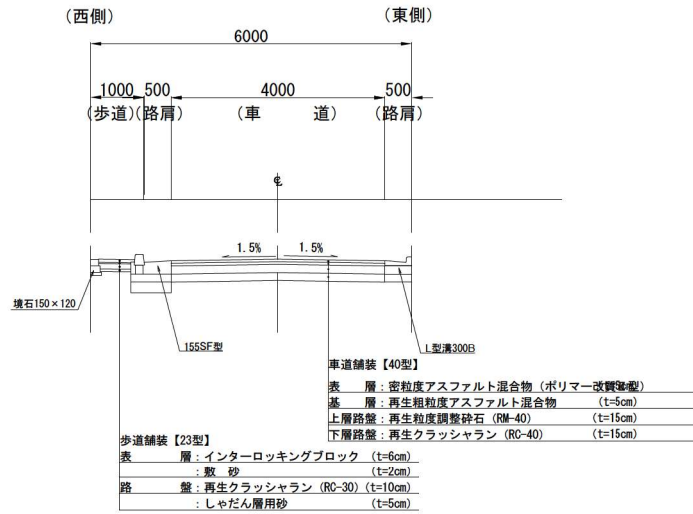 (西側)
(東側)
6000
1000 500 4000 500
(歩道)(路肩) (車 道) (路肩)
℄
1.5% 1.5%
境石150×120
155SF型
L型溝300B
車道舗装【40型】
表 層:密粒度アスファルト混合物(ポリマー改質 型)
基 層:再生粗粒度アスファルト混合物 (t=5cm)
上層路盤:再生粒度調整砕石(RM-40) (t=15cm)
下層路盤:再生クラッシャラン(RC-40) (t=15cm)
歩道舗装【23型】
表 層:インターロッキングブロック (t=6cm)
:敷 砂 (t=2cm)
路 盤:再生クラッシャラン(RC-30)(t=10cm)
:しゃだん層用砂 (t=5cm)